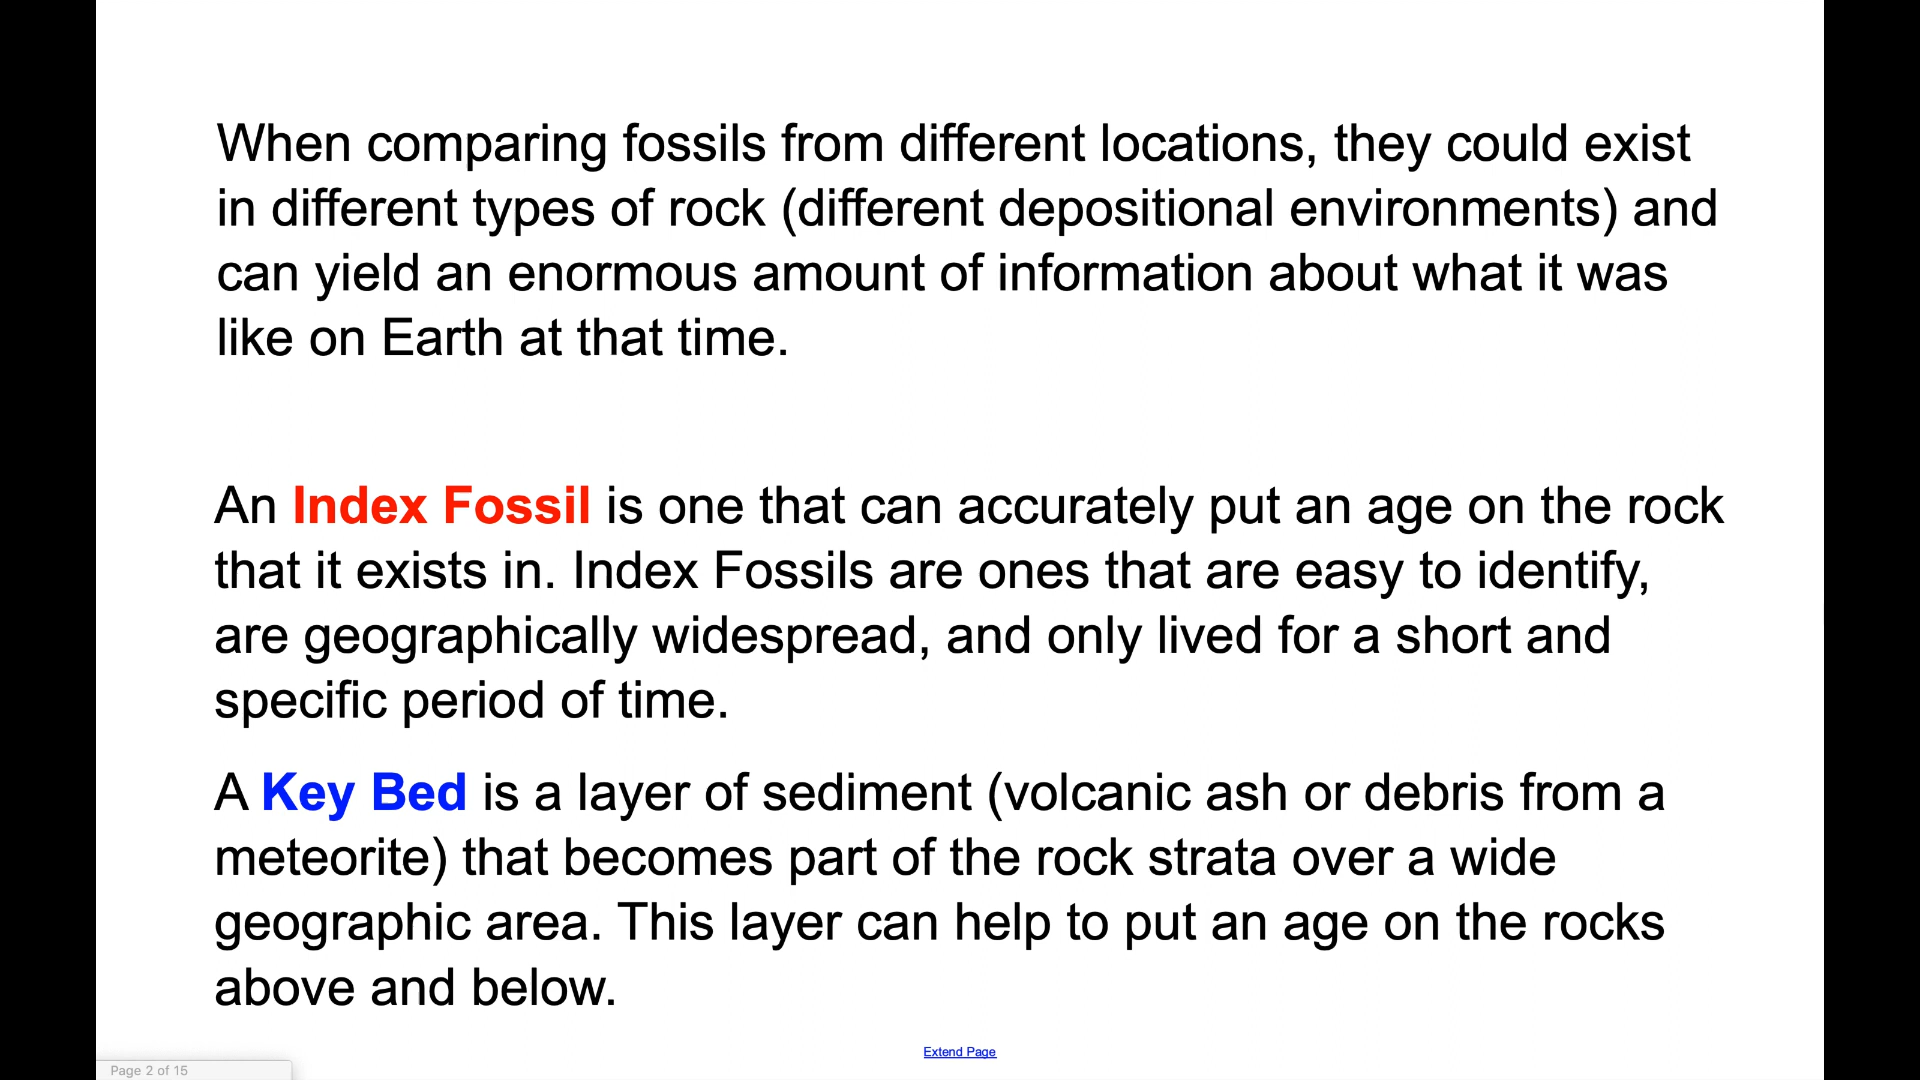 When comparing fossils from different locations, they could exist
in different types of rock (different depositional environments) and
can yield an enormous amount of information about what it was
like on Earth at that time.
An Index Fossil is one that can accurately put an age on the rock
that it exists in. Index Fossils are ones that are easy to identify,
are geographically widespread, and only lived for a short and
specific period of time.
A Key Bed is a layer of sediment (volcanic ash or debris from a
meteorite) that becomes part of the rock strata over a wide
geographic area. This layer can help to put an age on the rocks
above and below.
Extend Page
Page 2 of 15